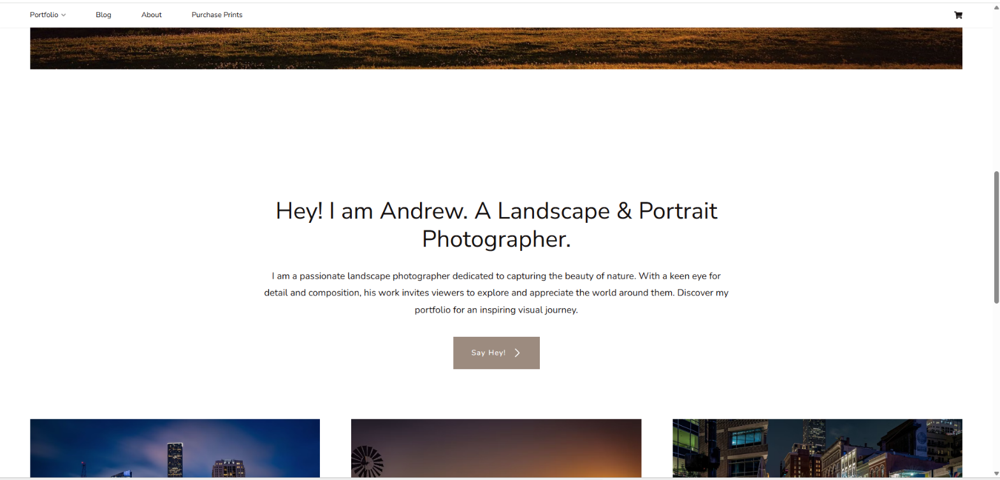 Portfolio
Blog
About
Purchase Prints
Hey! I am Andrew. A Landscape & Portrait
Photographer.
I am a passionate landscape photographer dedicated to capturing the beauty of nature. With a keen eye for
detail and composition, his work invites viewers to explore and appreciate the world around them. Discover my
portfolio for an inspiring visual journey.
Say Hey!